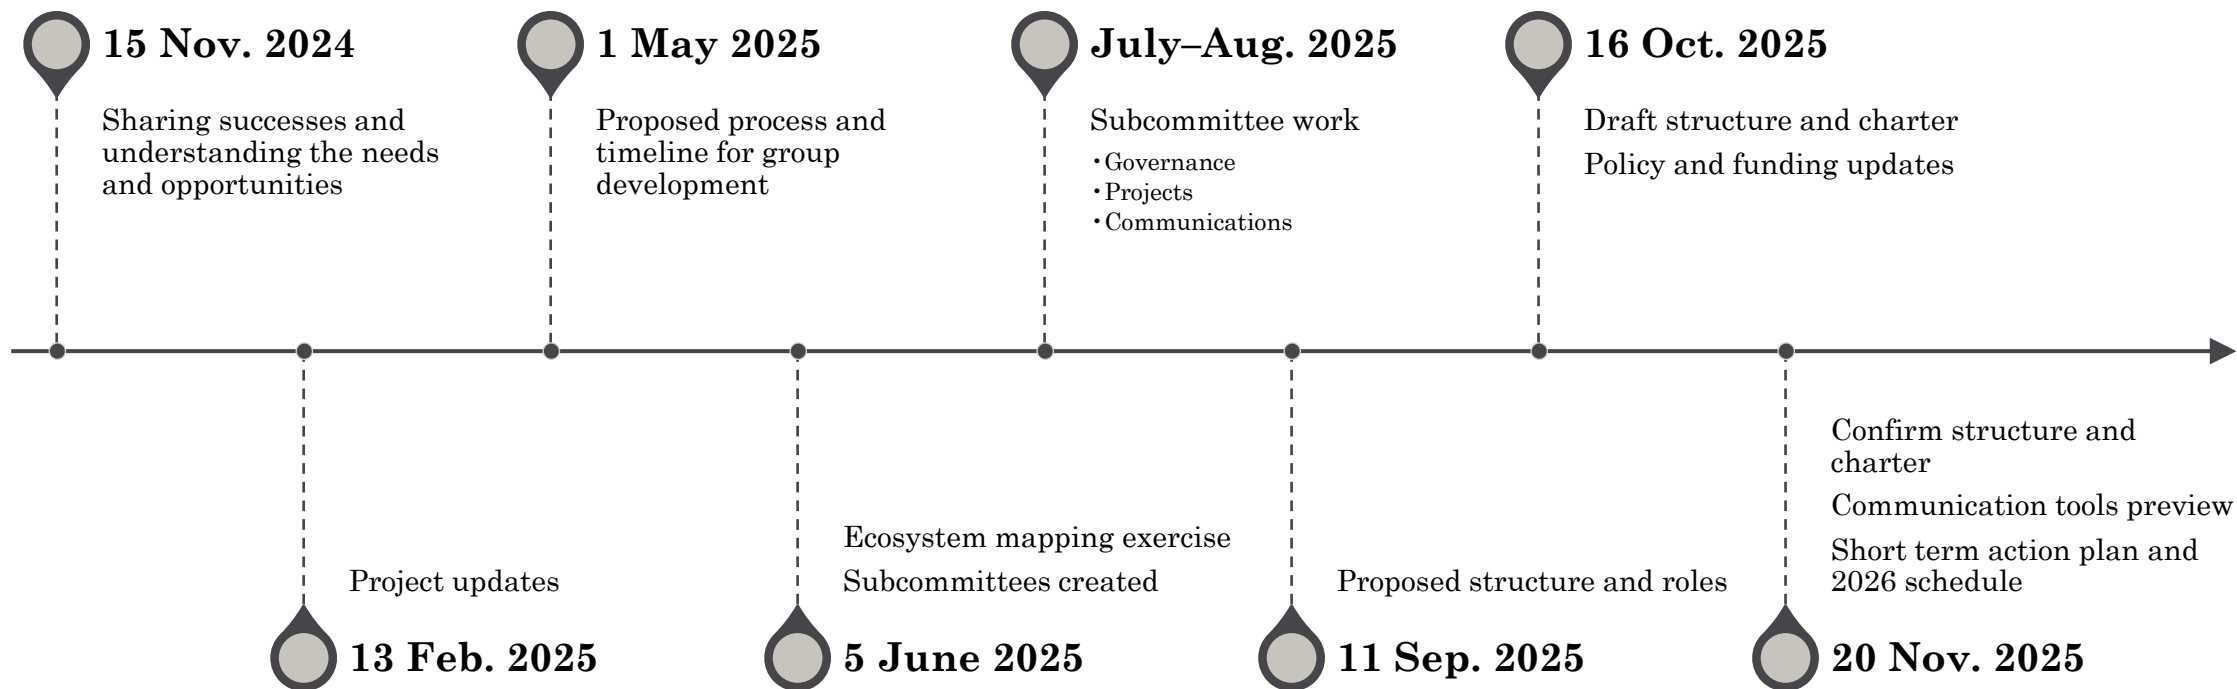 15 Nov. 2024
Sharing successes and
understanding the needs
and opportunities
13 Feb. 2025
Project updates
1 May 2025
Proposed process and
timeline for group
development
5 June 2025
Ecosystem mapping exercise
Subcommittees created
July–Aug. 2025
Subcommittee work
•Governance
•Projects
•Communications
11 Sep. 2025
Proposed structure and roles
16 Oct. 2025
Draft structure and charter
Policy and funding updates
20 Nov. 2025
Confirm structure and
charter
Communication tools preview
Short term action plan and
2026 schedule